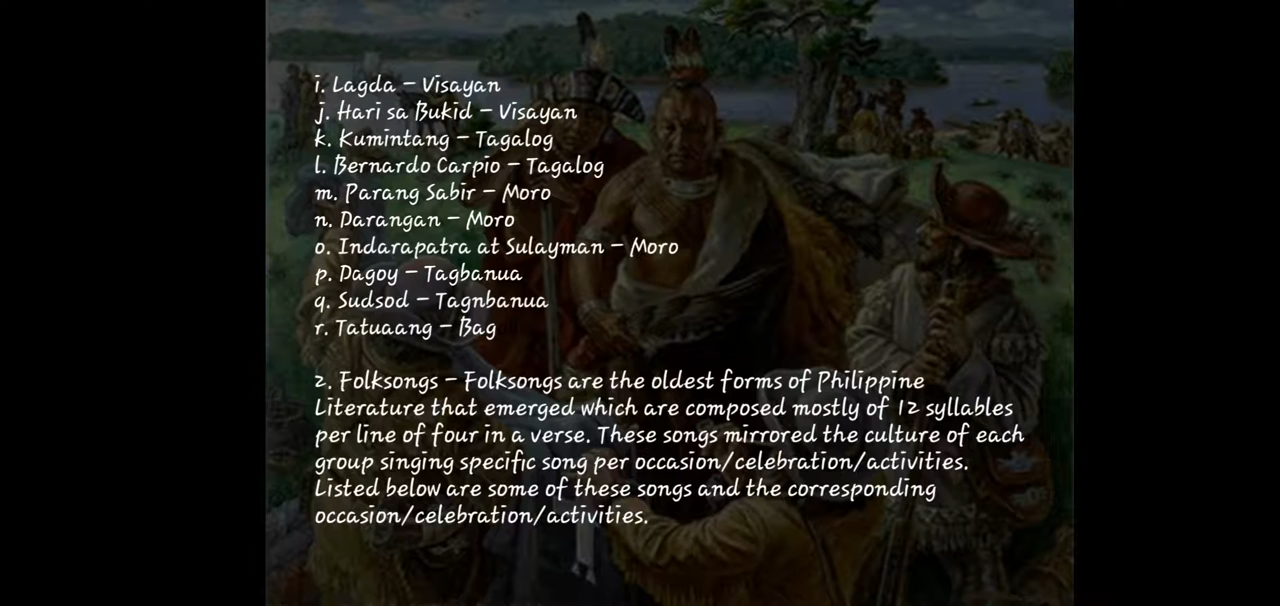 i. Lagda – Visayan
j. Hari sa Bukid – Visayan
k. Kumintang – Tagalog
l. Bernardo Carpio – Tagalog
m. Parang Sabir – Moro
n. Darangan – Moro
o. Indarapatra at Sulayman – Moro
p. Dagoy – Tagbanua
q. Sudsod – Tagnbanua
r. Tatuaang – Bag
2. Folksongs – Folksongs are the oldest forms of Philippine
Literature that emerged which are composed mostly of 12 syllables
per line of four in a verse. These songs mirrored the culture of each
group singing specific song per occasion/celebration/activities.
Listed below are some of these songs and the corresponding
occasion/celebration/activities.